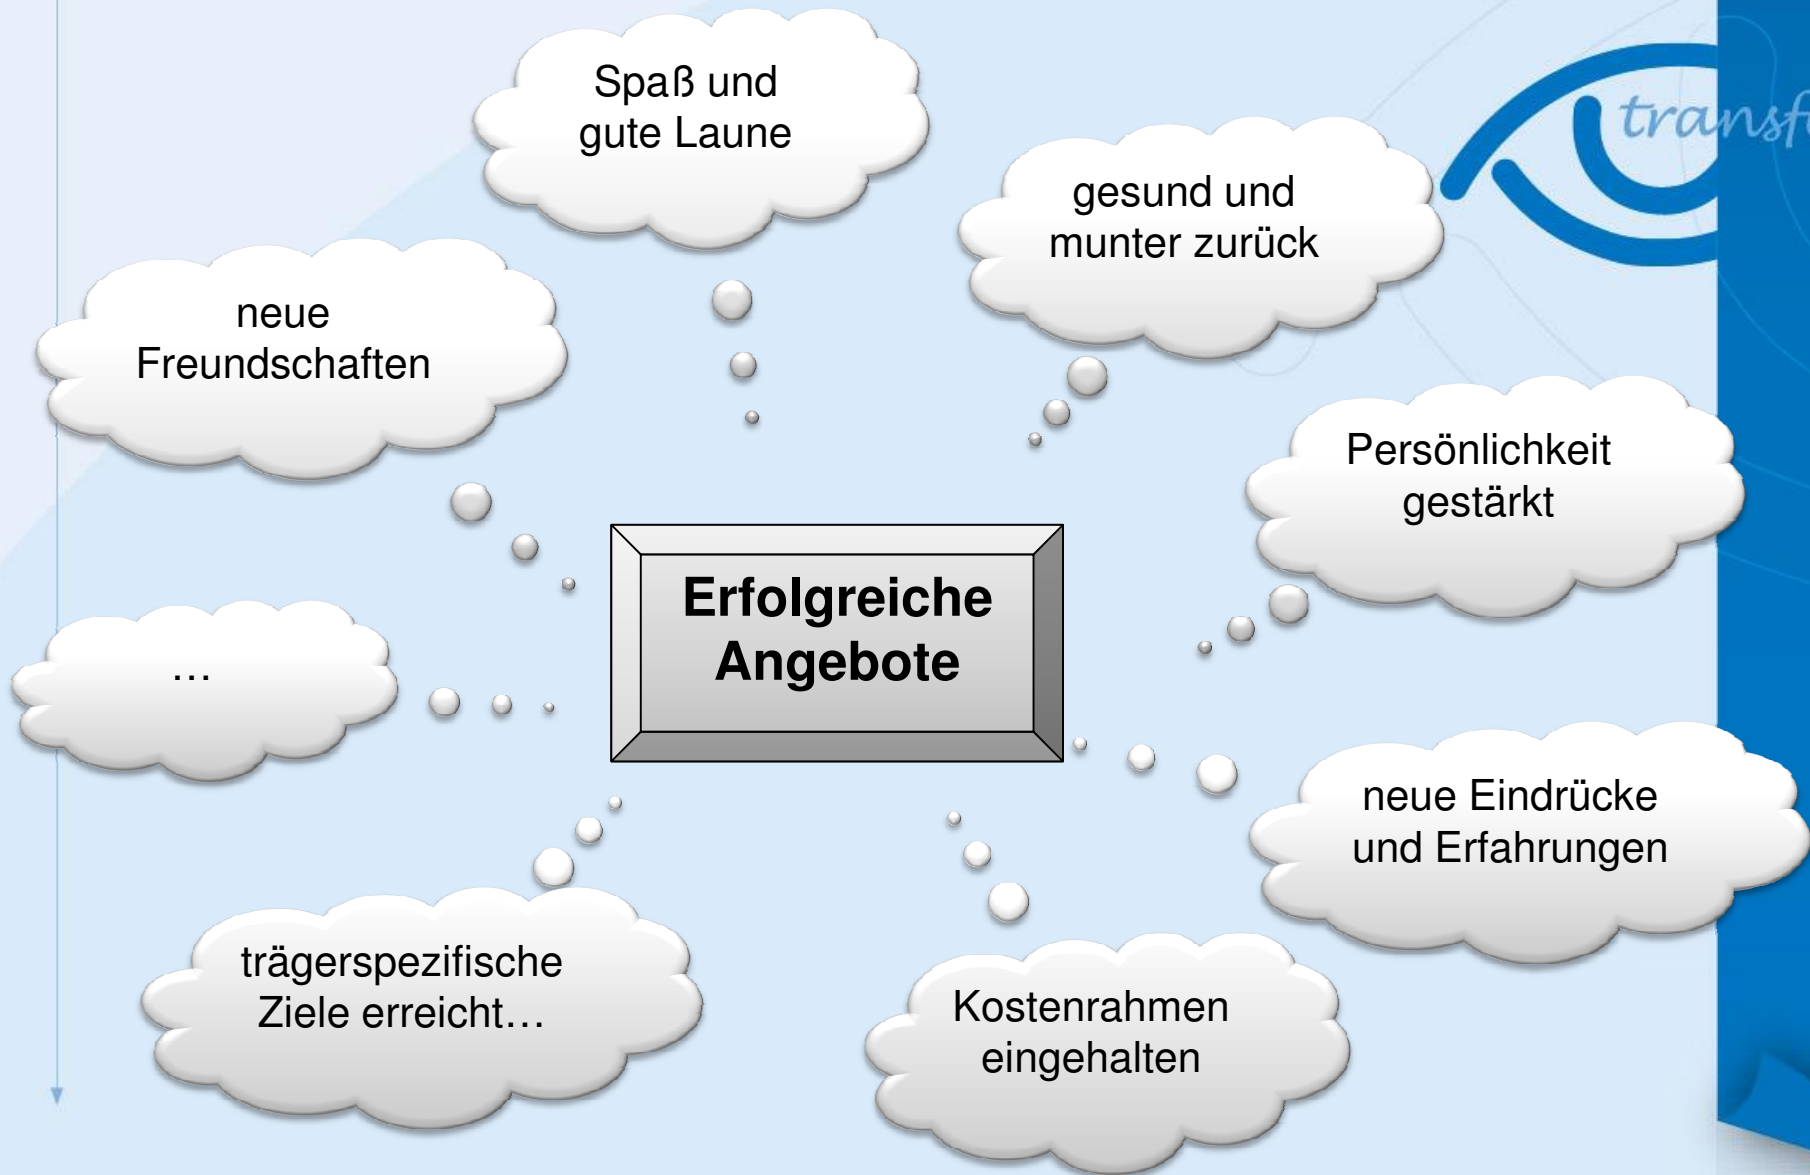 Spaß und
gute Laune
gesund und
munter zurück
neue
Freundschaften
Persönlichkeit
gestärkt
Erfolgreiche
Angebote
…
neue Eindrücke
und Erfahrungen
trägerspezifische
Ziele erreicht…
Kostenrahmen
eingehalten